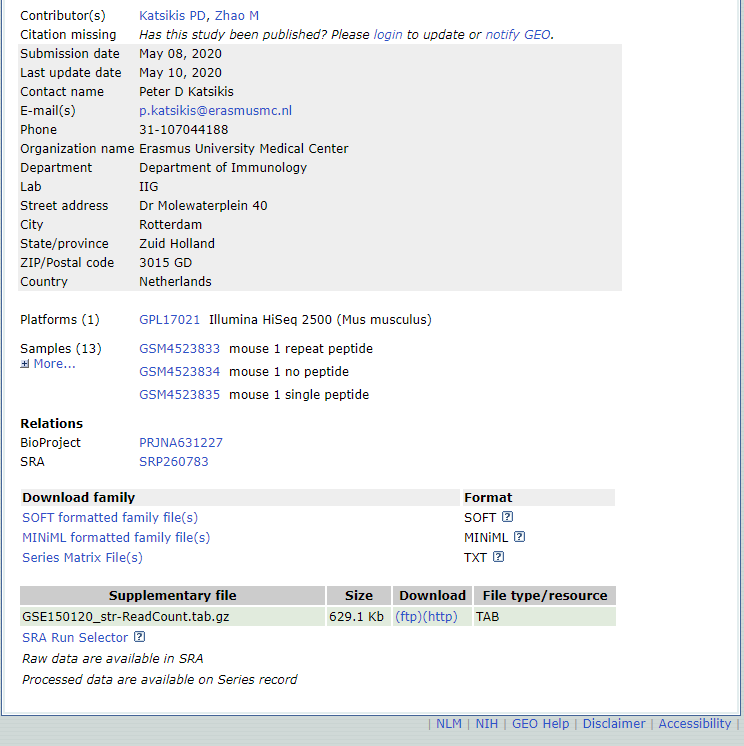 Contributor(s) Katsikis PD, Zhao M
Citation missing Has this study been published? Please login to update or notify GEO.
Submission date May 08, 2020
Last update date May 10, 2020
Contact name Peter D Katsikis
E-mail(s) p.katsikis@erasmusmc.nl
Phone 31-107044188
Organization name Erasmus University Medical Center
Department Department of Immunology
Lab IIG
Street address Dr Molewaterplein 40
City Rotterdam
State/province Zuid Holland
ZIP/Postal code 3015 GD
Country Netherlands
Platforms (1) GPL17021 Illumina HiSeq 2500 (Mus musculus)
Samples (13) GSM4523833 mouse 1 repeat peptide
More... GSM4523834 mouse 1 no peptide
GSM4523835 mouse 1 single peptide
Relations
BioProject PRJNA631227
SRA SRP260783
Download family Format
SOFT formatted family file(s) SOFT ?
MINiML formatted family file(s) MINiML ?
Series Matrix File(s) TXT ?
Supplementary file Size Download File type/resource
GSE150120_str-ReadCount.tab.gz 629.1 Kb (ftp)(http) TAB
SRA Run Selector ?
Raw data are available in SRA
Processed data are available on Series record
| NLM | NIH | GEO Help | Disclaimer | Accessibility |